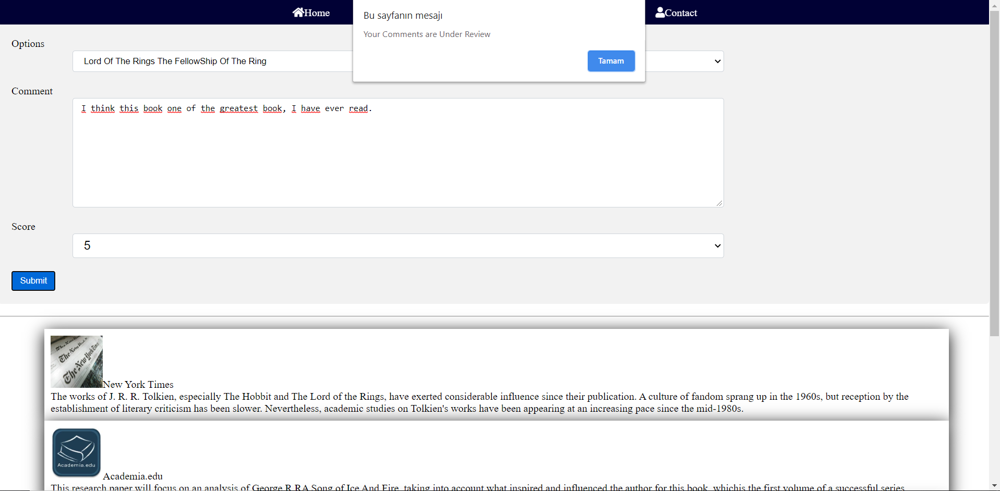 Home
Contact
Bu sayfanın mesajı
Your Comments are Under Review
Tamam
Options
Lord Of The Rings The FellowShip Of The Ring
Comment
I think this book one of the greatest book, I have ever read.
Score
5
Submit
The New York Times
New York Times
The works of J. R. R. Tolkien, especially The Hobbit and The Lord of the Rings, have exerted considerable influence since their publication. A culture of fandom sprang up in the 1960s, but reception by the
establishment of literary criticism has been slower. Nevertheless, academic studies on Tolkien's works have been appearing at an increasing pace since the mid-1980s.
Academia.edu
Academia.edu
This research paper will focus on an analysis of George R.RA Song of Ice And Fire, taking into account what inspired and influenced the author for this book, whichis the first volume of a successful series